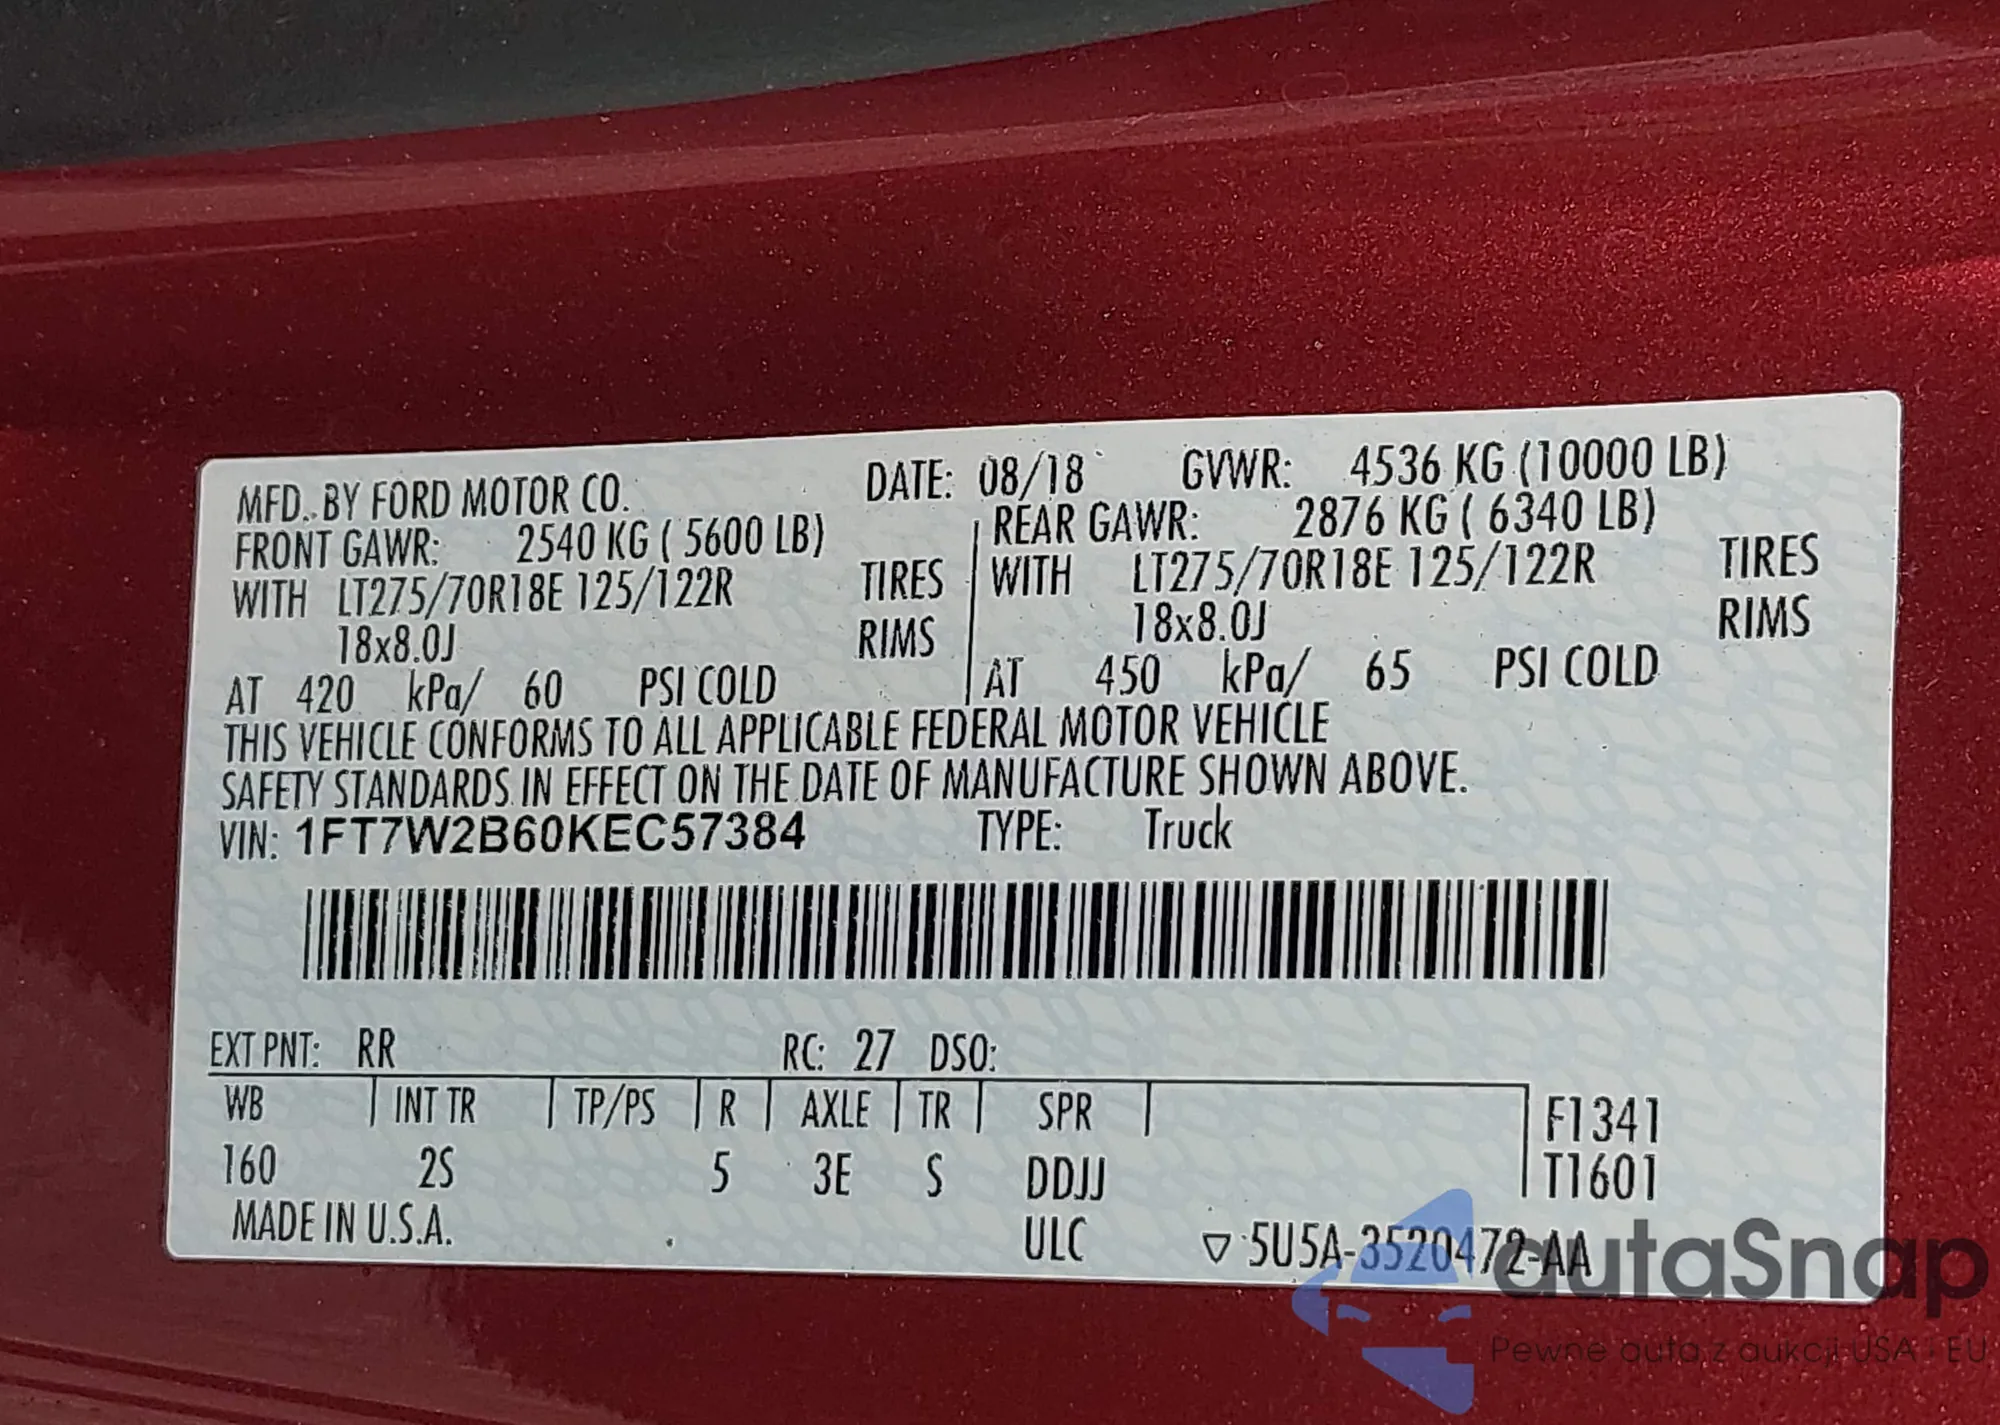 MFD. BY FORD MOTOR CO. DATE: 08/18 GVWR: 4536 KG (10000 LB)
FRONT GAWR: 2540 KG ( 5600 LB) REAR GAWR: 2876 KG ( 6340 LB)
WITH LT275/70R18E 125/122R TIRES WITH LT275/70R18E 125/122R TIRES
18x8.0J RIMS 18x8.0J RIMS
AT 420 kPa/ 60 PSI COLD AT 450 kPa/ 65 PSI COLD
THIS VEHICLE CONFORMS TO ALL APPLICABLE FEDERAL MOTOR VEHICLE
SAFETY STANDARDS IN EFFECT ON THE DATE OF MANUFACTURE SHOWN ABOVE.
VIN: 1FT7W2B60KEC57384 TYPE: Truck
EXT PNT: RR RC: 27 DSO:
WB INT TR TP/PS R AXLE TR SPR F1341
160 2S 5 3E S DDJJ T1601
MADE IN U.S.A. ULC ▽ 5U5A-3520472-AA
autaSnap
Pewne auta z aukcji USA i EU